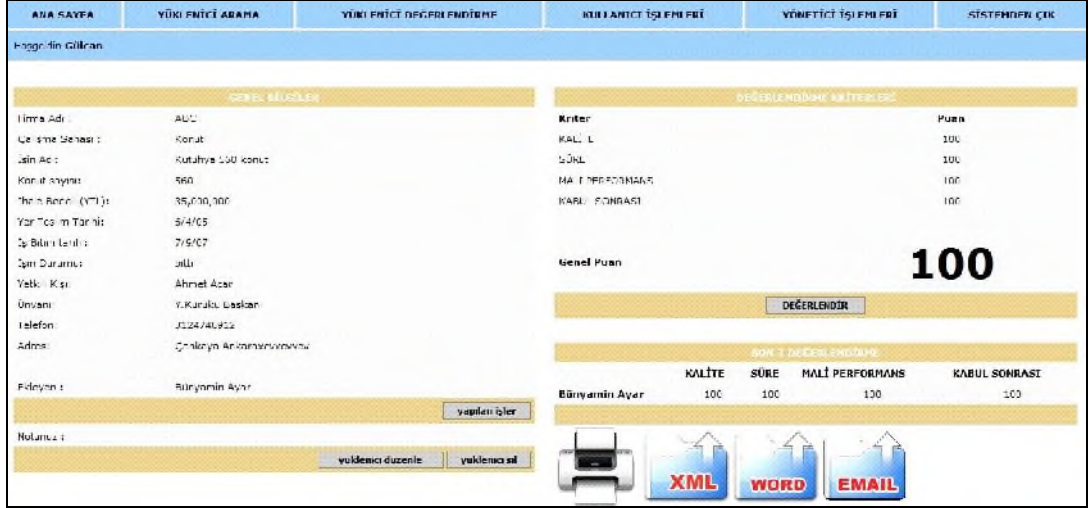 ANA SAYFA YÜKLENİCİ ARAMA YÜKLENİCİ DEĞERLENDİRME KULLANICI İŞLEMLERİ YÖNETİCİ İŞLEMLERİ SİSTEMDEN ÇIK
Hoşgeldin Gülcan
GENEL BİLGİLER
Firma Adı : ABC
Çalışma Sahası : Konut
İşin Adı : Kutahya 560 konut
Konut sayısı: 560
İhale Bedeli (YTL): 35,000,000
Yer Teslim Tarihi: 5/4/05
İş Bitim tarihi: 7/9/07
İşin Durumu: bitti
Yetkili Kişi: Ahmet Acar
Ünvanı: Y.Kurulu Başkanı
Telefon:
Adres: Çankaya
Ekleyen : Bünyamin Ayar
yapılan işler
Notunuz :
yuklenici duzenle yuklenici sil
DEĞERLENDİRME KRİTERLERİ
Kriter Puan
KALİTE 100
SÜRE 100
MALİ PERFORMANS 100
KABUL SONRASI 100
Genel Puan 100
DEĞERLENDİR
DEĞERLENDİRME
KALİTE SÜRE MALİ PERFORMANS KABUL SONRASI
Bünyamin Ayar 100 100 100 100
XML WORD EMAIL